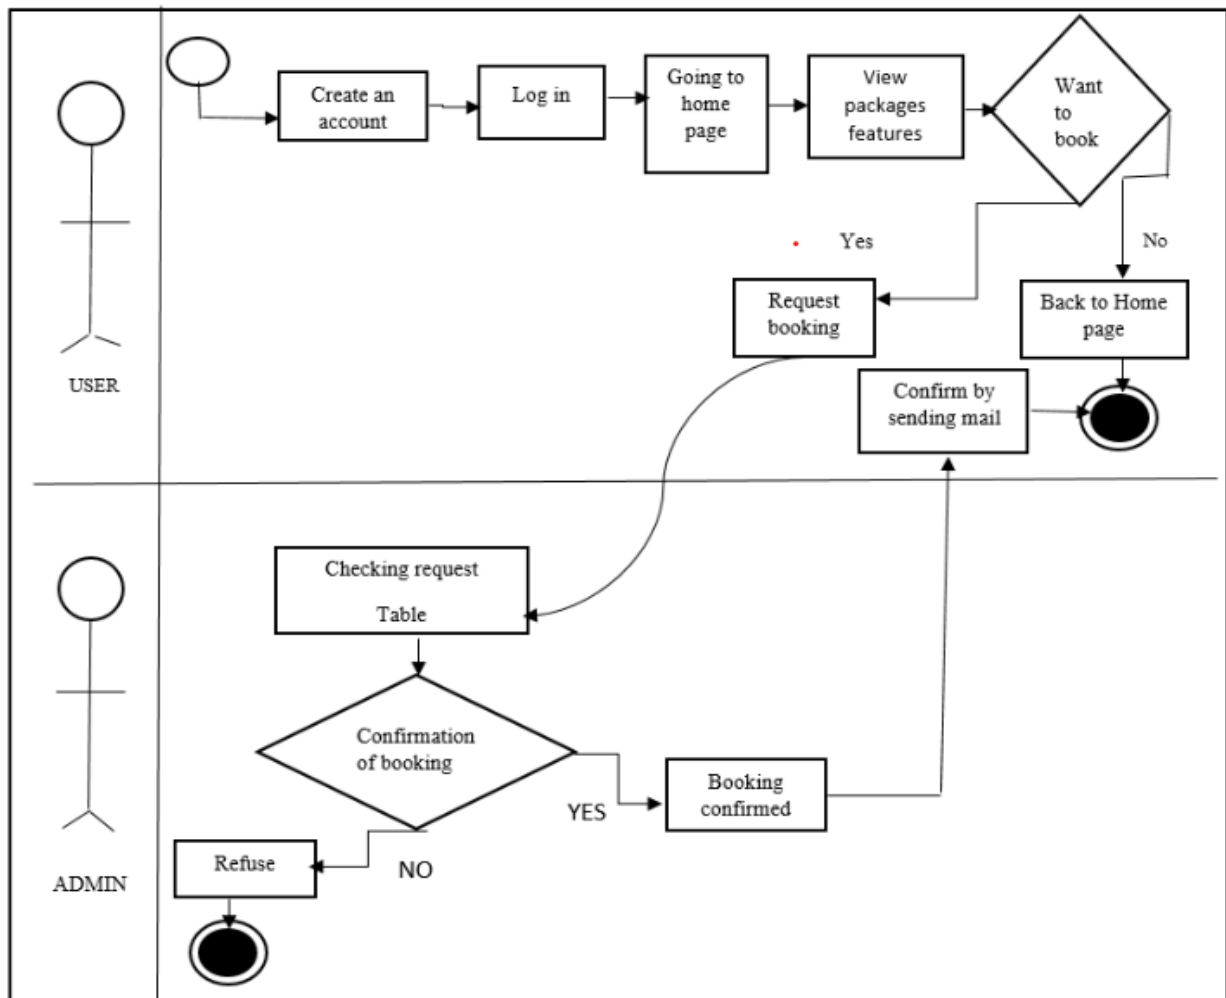 Create an
account
Log in
Going to
home
page
View
packages
features
Want
to
book
Yes
No
Request
booking
Back to Home
page
USER
Confirm by
sending mail
Checking request
Table
Confirmation
of booking
YES
Booking
confirmed
Refuse
NO
ADMIN